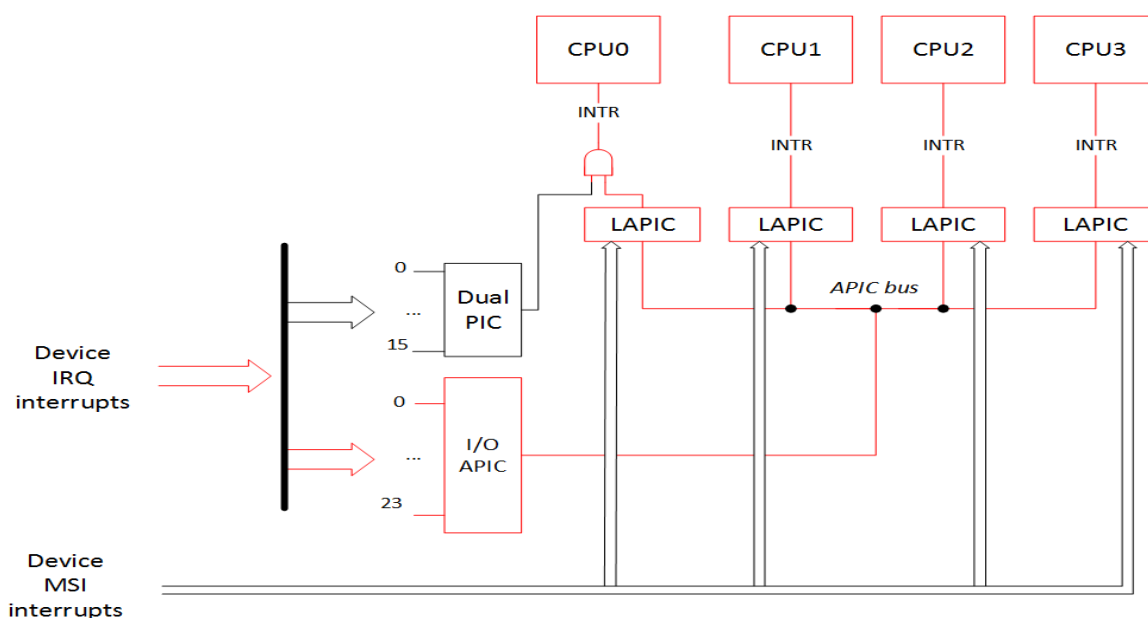 CPU0
CPU1
CPU2
CPU3
INTR
INTR
INTR
INTR
LAPIC
LAPIC
LAPIC
LAPIC
0
...
15
Dual
PIC
APIC bus
Device
IRQ
interrupts
0
...
23
I/O
APIC
Device
MSI
interrupts